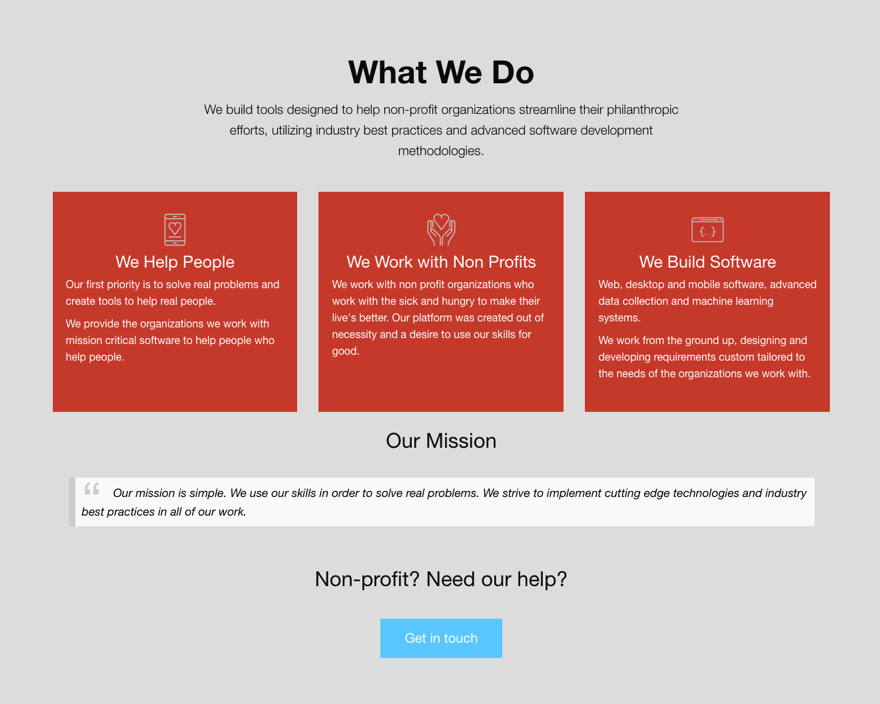 What We Do
We build tools designed to help non-profit organizations streamline their philanthropic
efforts, utilizing industry best practices and advanced software development
methodologies.
We Help People
Our first priority is to solve real problems and
create tools to help real people.
We provide the organizations we work with
mission critical software to help people who
help people.
We Work with Non Profits
We work with non profit organizations who
work with the sick and hungry to make their
live's better. Our platform was created out of
necessity and a desire to use our skills for
good.
{...}
We Build Software
Web, desktop and mobile software, advanced
data collection and machine learning
systems.
We work from the ground up, designing and
developing requirements custom tailored to
the needs of the organizations we work with.
Our Mission
“ Our mission is simple. We use our skills in order to solve real problems. We strive to implement cutting edge technologies and industry
best practices in all of our work.
Non-profit? Need our help?
Get in touch